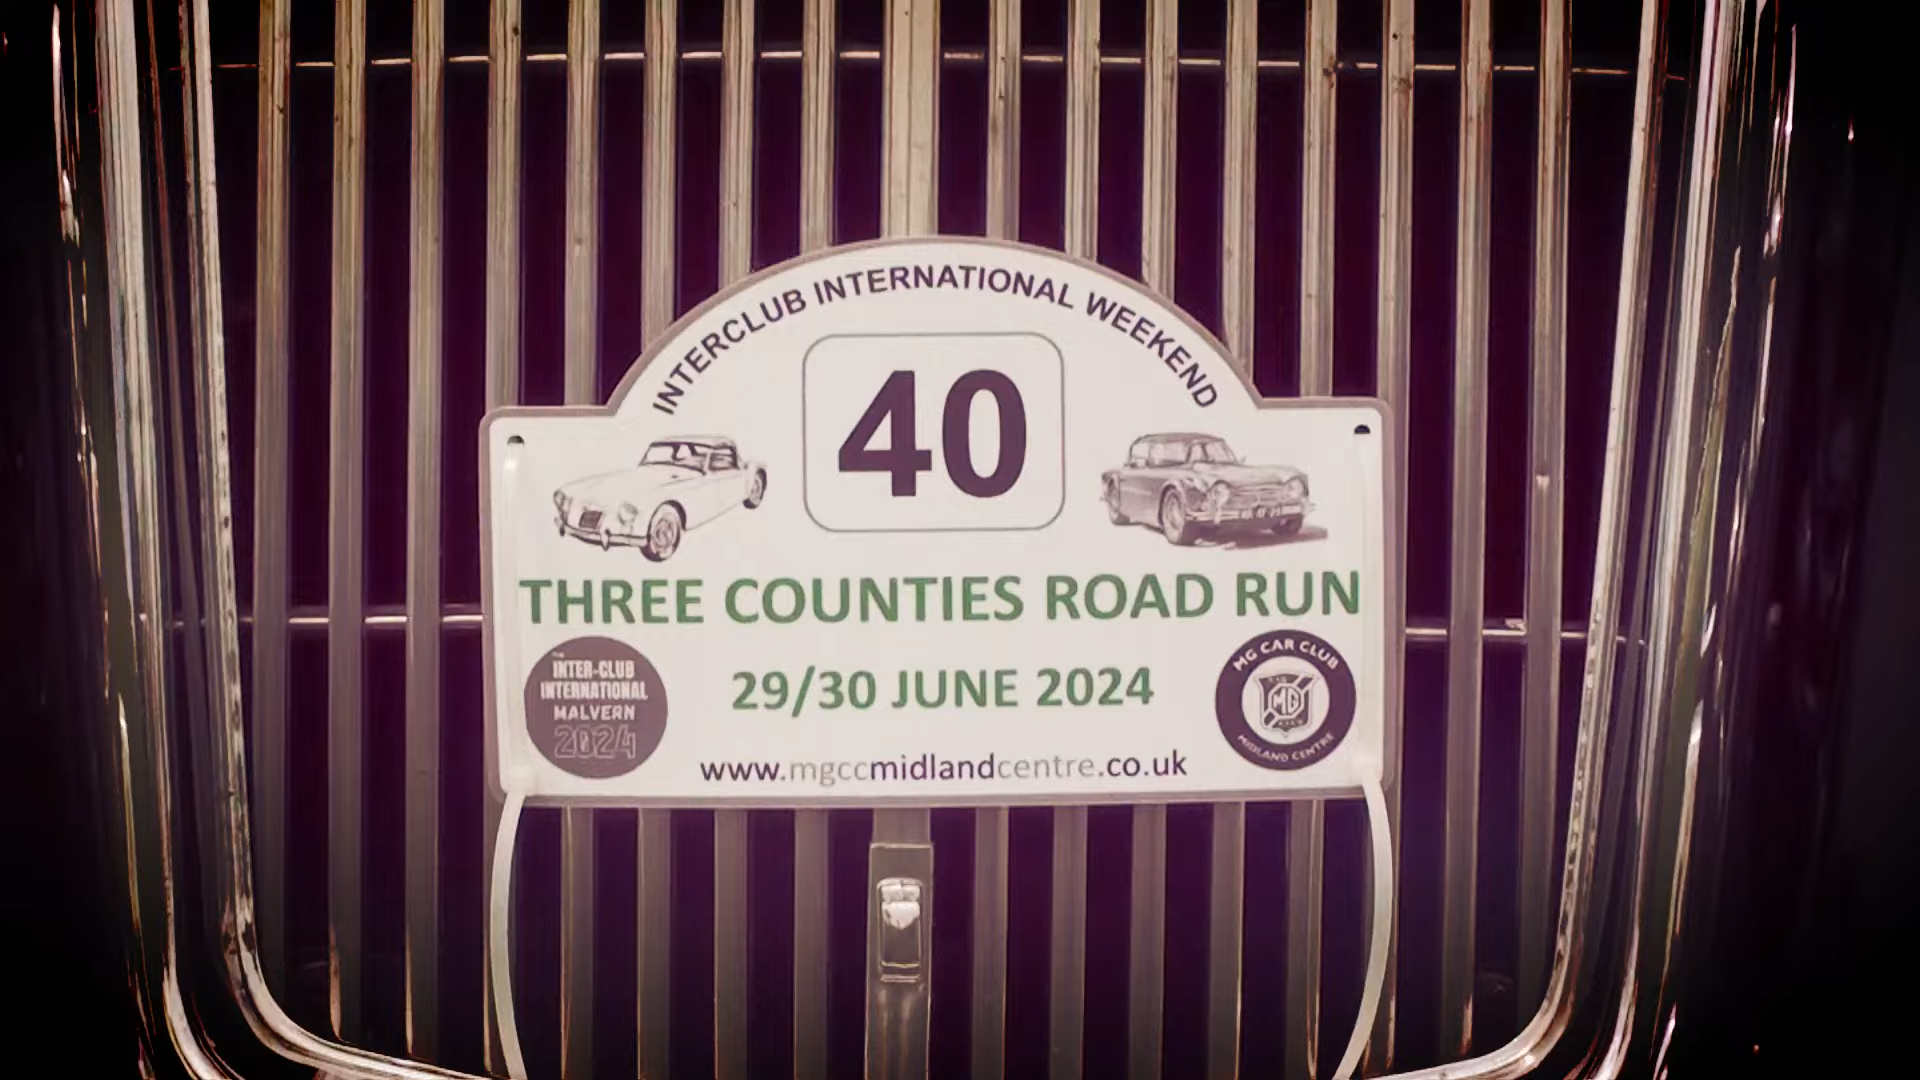 INTERCLUB INTERNATIONAL WEEKEND
40
THREE COUNTIES ROAD RUN
INTER-CLUB
INTERNATIONAL
MALVERN
2024
29/30 JUNE 2024
MG CAR CLUB
MG
MIDLAND CENTRE
www.mgccmidlandcentre.co.uk